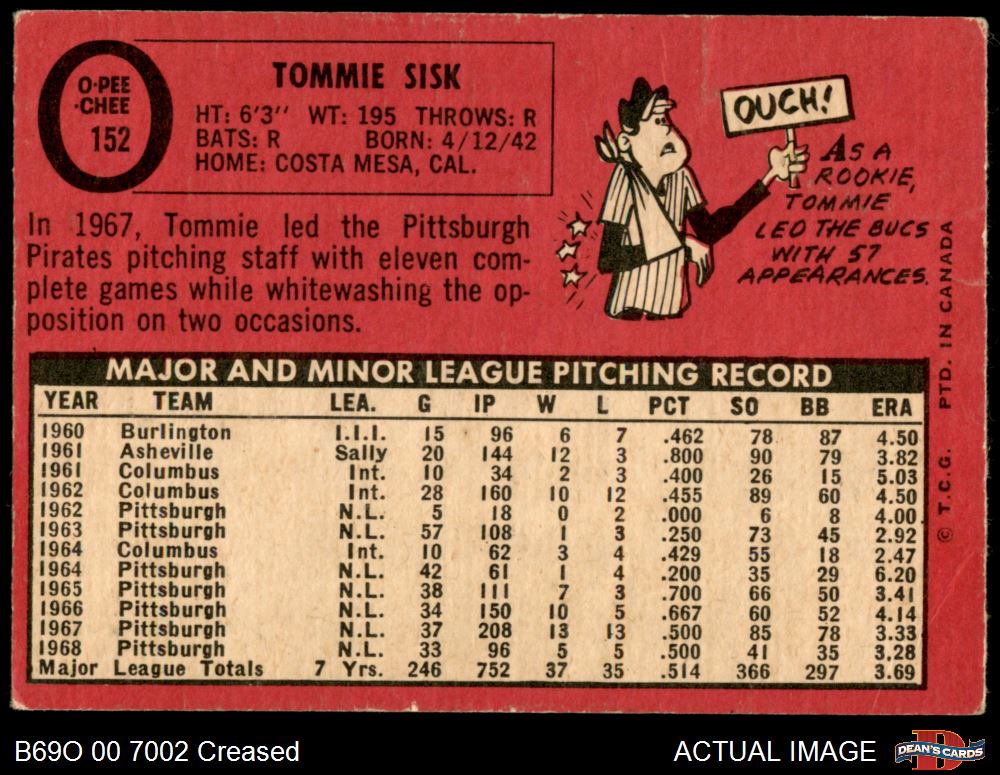 O-PEE
-CHEE
152
TOMMIE SISK
HT: 6'3" WT: 195 THROWS: R
BATS: R BORN: 4/12/42
HOME: COSTA MESA, CAL.
OUCH!
AS A
ROOKIE,
TOMMIE
LED THE BUCS
WITH 57
APPEARANCES.
In 1967, Tommie led the Pittsburgh
Pirates pitching staff with eleven com-
plete games while whitewashing the op-
position on two occasions.
MAJOR AND MINOR LEAGUE PITCHING RECORD
YEAR TEAM LEA. G IP W L PCT SO BB ERA
1960 Burlington I.I.I. 15 96 6 7 .462 78 87 4.50
1961 Asheville Sally 20 144 12 3 .800 90 79 3.82
1961 Columbus Int. 10 34 2 3 .400 26 15 5.03
1962 Columbus Int. 28 160 10 12 .455 89 60 4.50
1962 Pittsburgh N.L. 5 18 0 2 .000 6 8 4.00
1963 Pittsburgh N.L. 57 108 1 3 .250 73 45 2.92
1964 Columbus Int. 10 62 3 4 .429 55 18 2.47
1964 Pittsburgh N.L. 42 61 1 4 .200 35 29 6.20
1965 Pittsburgh N.L. 38 111 7 3 .700 66 50 3.41
1966 Pittsburgh N.L. 34 150 10 5 .667 60 52 4.14
1967 Pittsburgh N.L. 37 208 13 13 .500 85 78 3.33
1968 Pittsburgh N.L. 33 96 5 5 .500 41 35 3.28
Major League Totals 7 Yrs. 246 752 37 35 .514 366 297 3.69
© T.C.G. PTD. IN CANADA
B69O 00 7002 Creased
ACTUAL IMAGE
DEAN'S CARDS